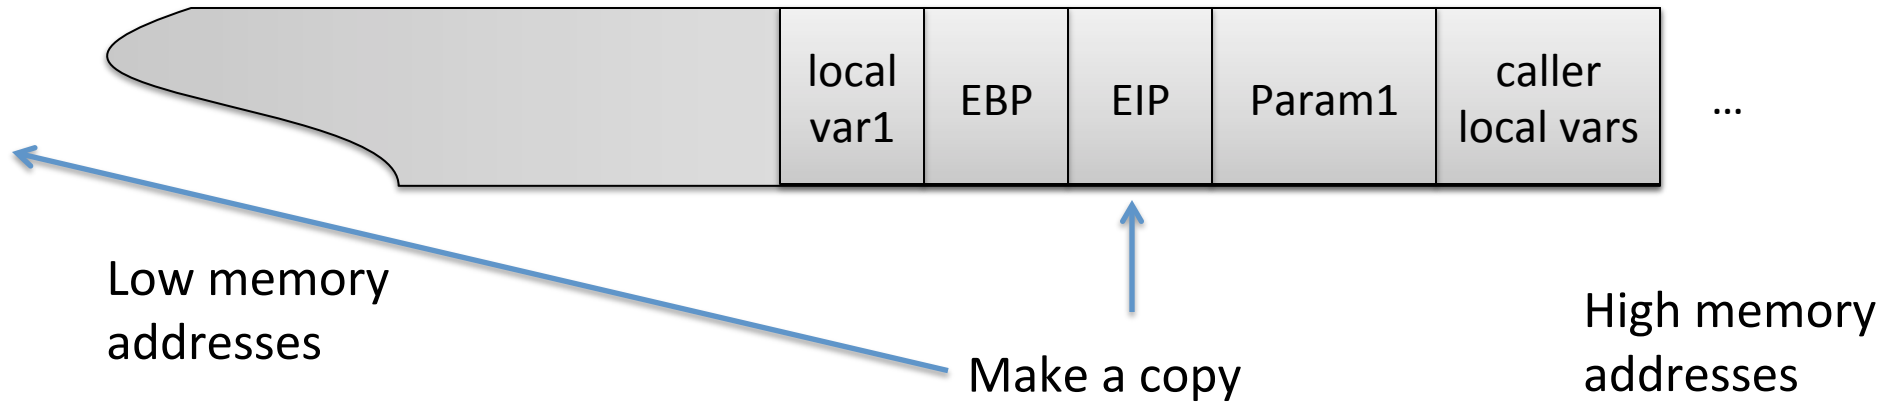 local
var1
EBP
EIP
Param1
caller
local vars
...
Low memory
addresses
High memory
addresses
Make a copy